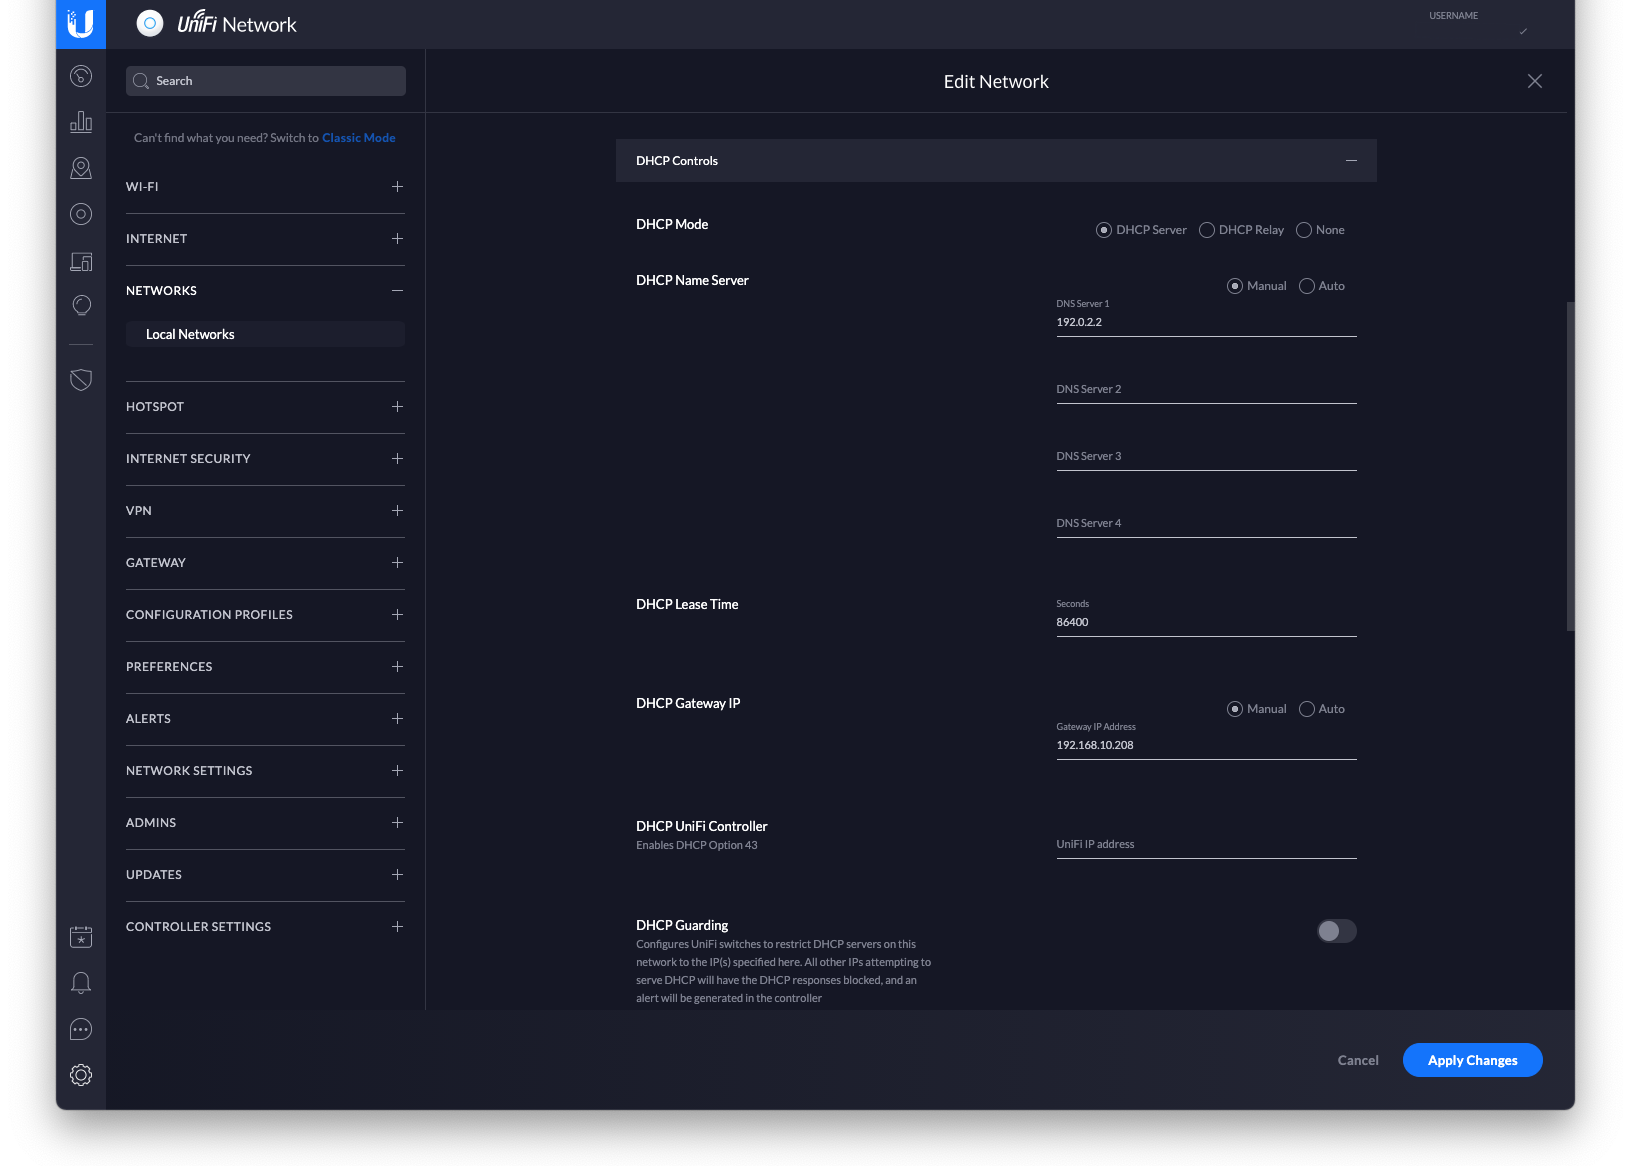 UniFi Network
USERNAME
Search
Edit Network
Can't find what you need? Switch to Classic Mode
WI-FI
INTERNET
NETWORKS
Local Networks
HOTSPOT
INTERNET SECURITY
VPN
GATEWAY
CONFIGURATION PROFILES
PREFERENCES
ALERTS
NETWORK SETTINGS
ADMINS
UPDATES
CONTROLLER SETTINGS
DHCP Controls
DHCP Mode
DHCP Server DHCP Relay None
DHCP Name Server
Manual Auto
DNS Server 1
192.0.2.2
DNS Server 2
DNS Server 3
DNS Server 4
DHCP Lease Time
Seconds
86400
DHCP Gateway IP
Manual Auto
Gateway IP Address
192.168.10.208
DHCP UniFi Controller
Enables DHCP Option 43
UniFi IP address
DHCP Guarding
Configures UniFi switches to restrict DHCP servers on this
network to the IP(s) specified here. All other IPs attempting to
serve DHCP will have the DHCP responses blocked, and an
alert will be generated in the controller
Cancel
Apply Changes